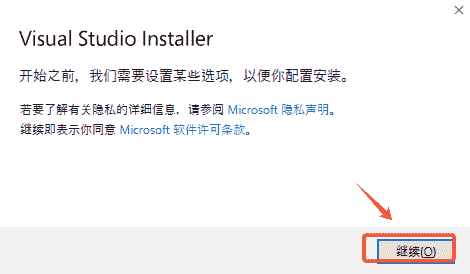 Visual Studio Installer
开始之前，我们需要设置某些选项，以便你配置安装。
若要了解有关隐私的详细信息，请参阅 Microsoft 隐私声明。
继续即表示你同意 Microsoft 软件许可条款。
继续(O)